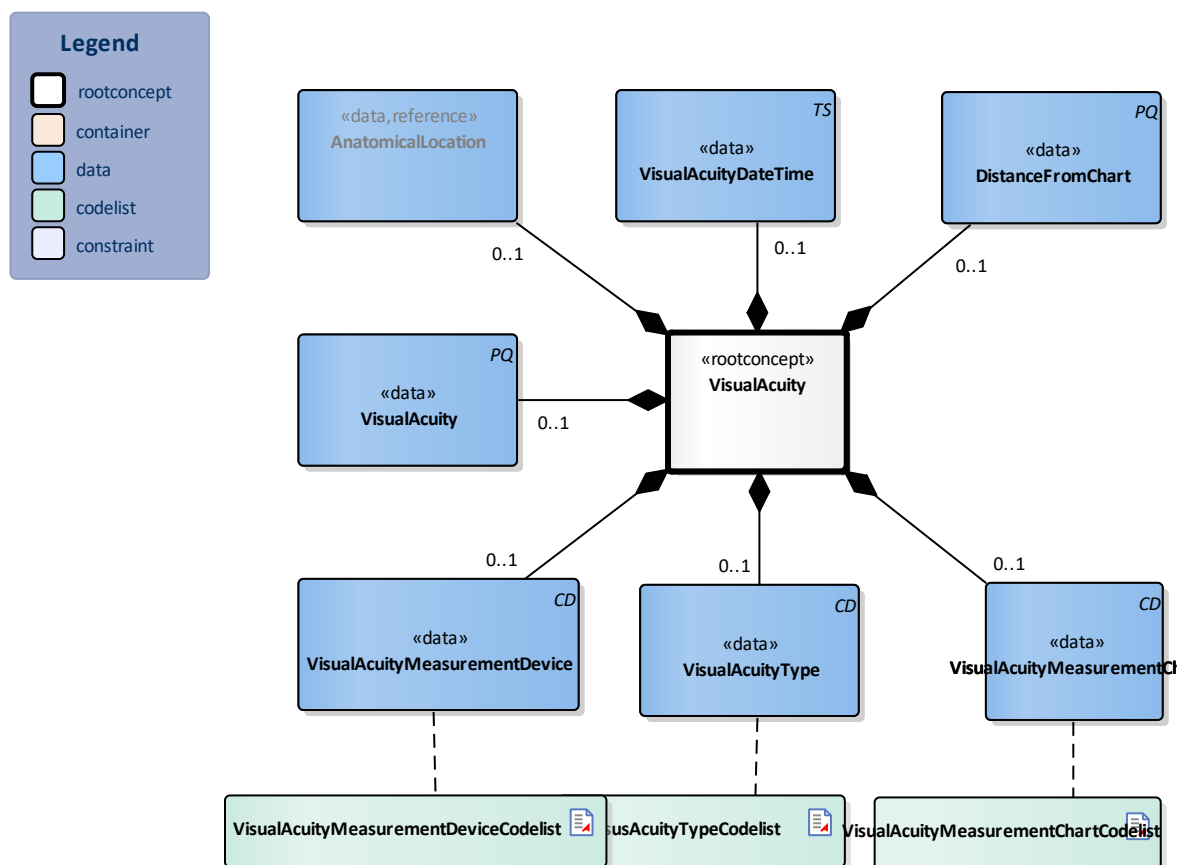 Legend
rootconcept
container
data
codelist
constraint
«data,reference»
AnatomicalLocation
TS
«data»
VisualAcuityDateTime
PQ
«data»
DistanceFromChart
0..1
0..1
0..1
PQ
«data»
VisualAcuity
0..1
«rootconcept»
VisualAcuity
0..1
0..1
0..1
CD
«data»
VisualAcuityMeasurementDevice
CD
«data»
VisualAcuityType
CD
«data»
VisualAcuityMeasurementCh
VisualAcuityMeasurementDeviceCodelist
susAcuityTypeCodelist
VisualAcuityMeasurementChartCodelist